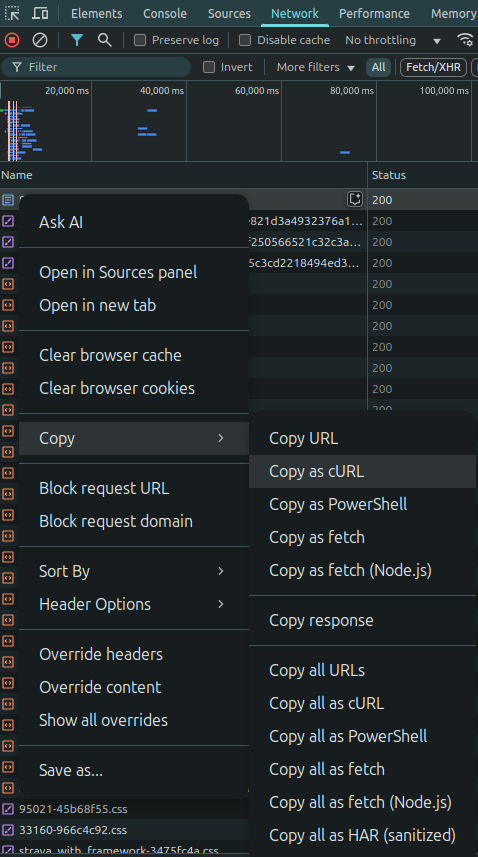 Elements Console Sources Network Performance Memory
Preserve log Disable cache No throttling
Filter Invert More filters All Fetch/XHR
20,000 ms 40,000 ms 60,000 ms 80,000 ms 100,000 ms
Name Status
200
Ask AI
e821d3a4932376a1... 200
f250566521c32c3a... 200
5c3cd2218494ed3... 200
Open in Sources panel
200
Open in new tab
200
200
Clear browser cache
200
200
Clear browser cookies
200
Copy
Copy URL
Copy as cURL
Block request URL
Copy as PowerShell
Block request domain
Copy as fetch
Sort By
Copy as fetch (Node.js)
Header Options
Copy response
Override headers
Copy all URLs
Override content
Copy all as cURL
Show all overrides
Copy all as PowerShell
Save as...
Copy all as fetch
95021-45b68f55.css
Copy all as fetch (Node.js)
33160-966c4c92.css
Copy all as HAR (sanitized)
strava_with_framework-3475fc4a.css